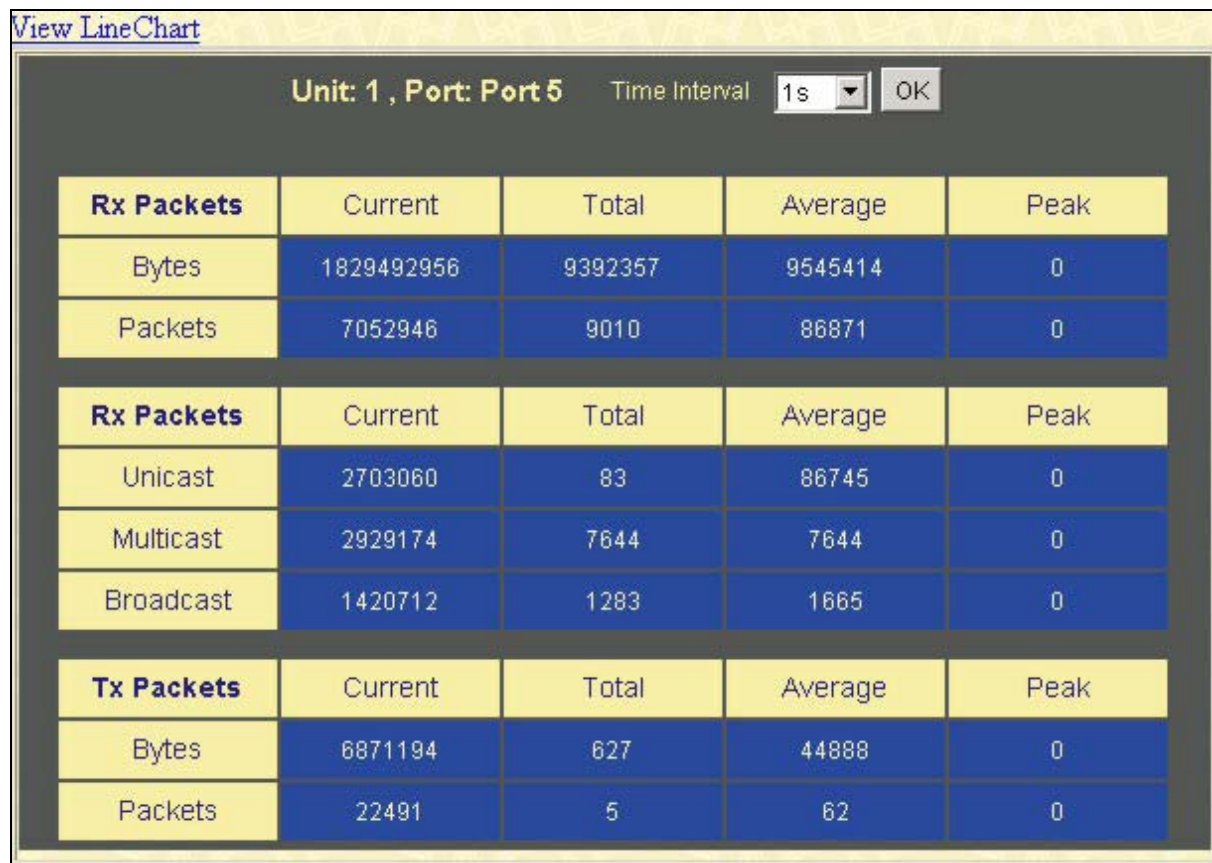 View LineChart
Unit: 1 , Port: Port 5 Time Interval 1s OK
Rx Packets Current Total Average Peak
Bytes 1829492956 9392357 9545414 0
Packets 7052946 9010 86871 0
Rx Packets Current Total Average Peak
Unicast 2703060 83 86745 0
Multicast 2929174 7644 7644 0
Broadcast 1420712 1283 1665 0
Tx Packets Current Total Average Peak
Bytes 6871194 627 44888 0
Packets 22491 5 62 0